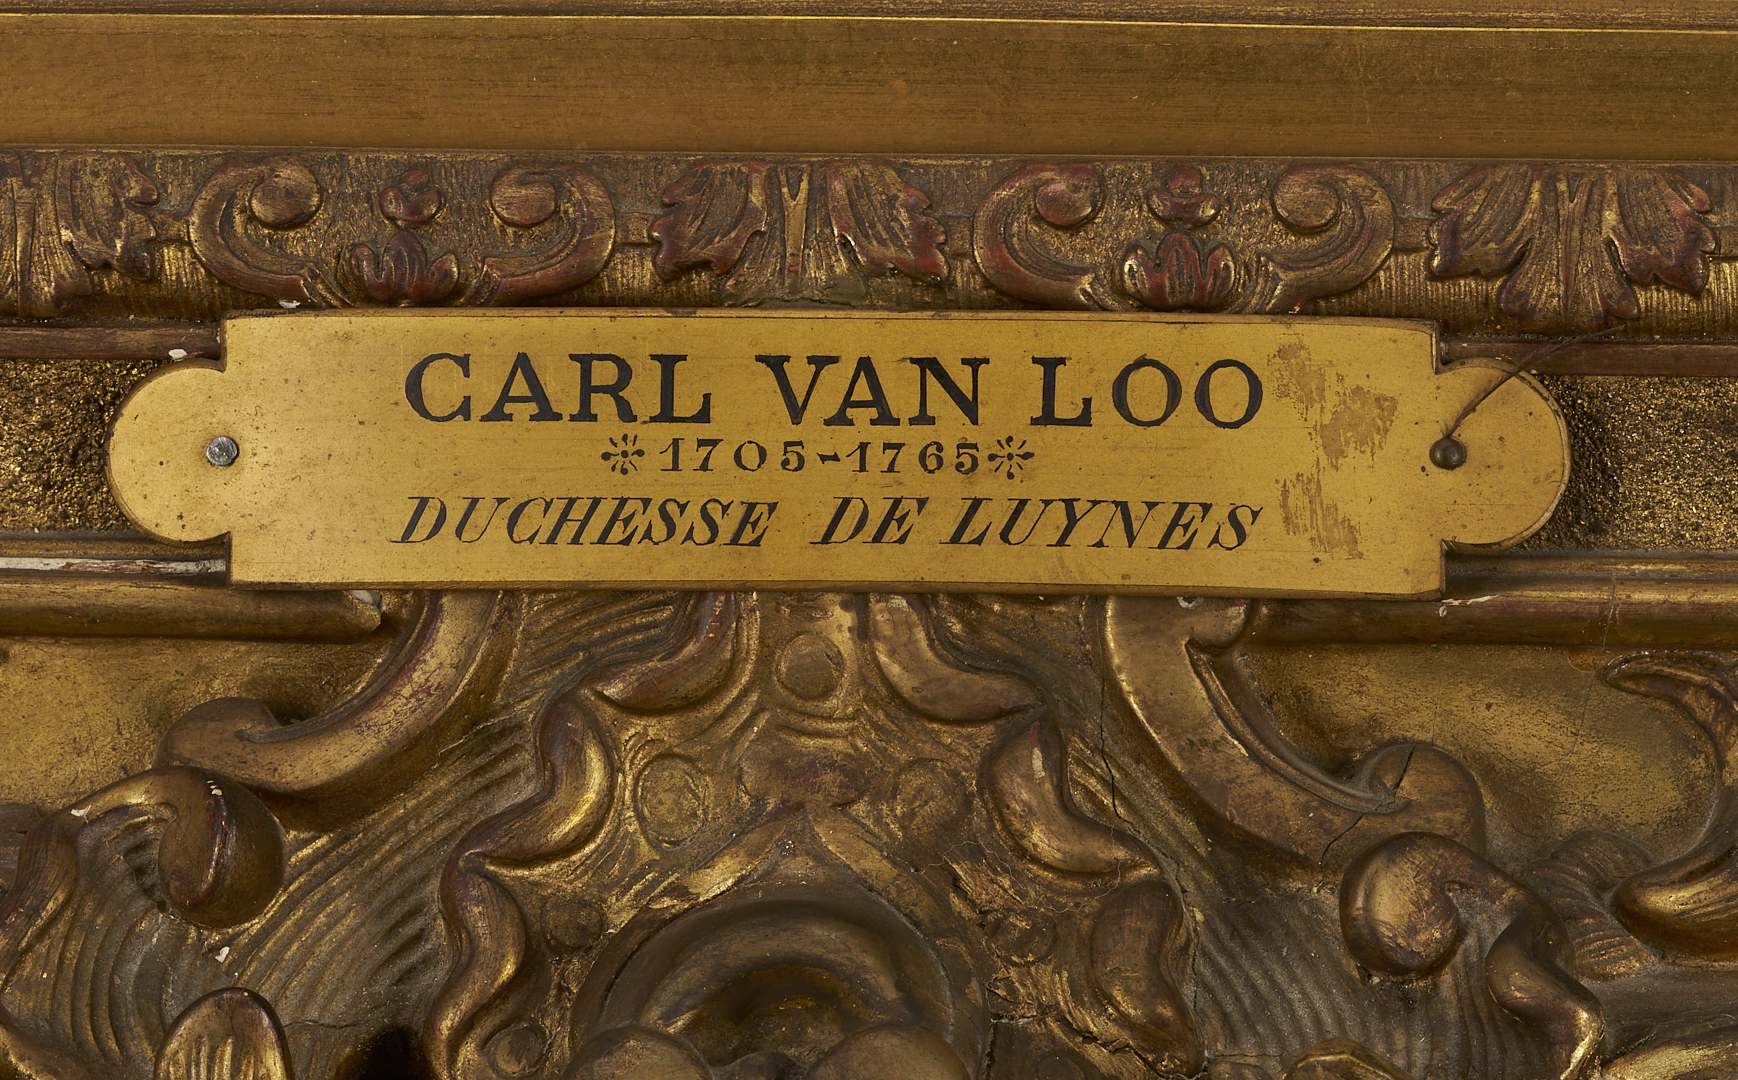 CARL VAN LOO
1705-1765
DUCHESSE DE LUYNES